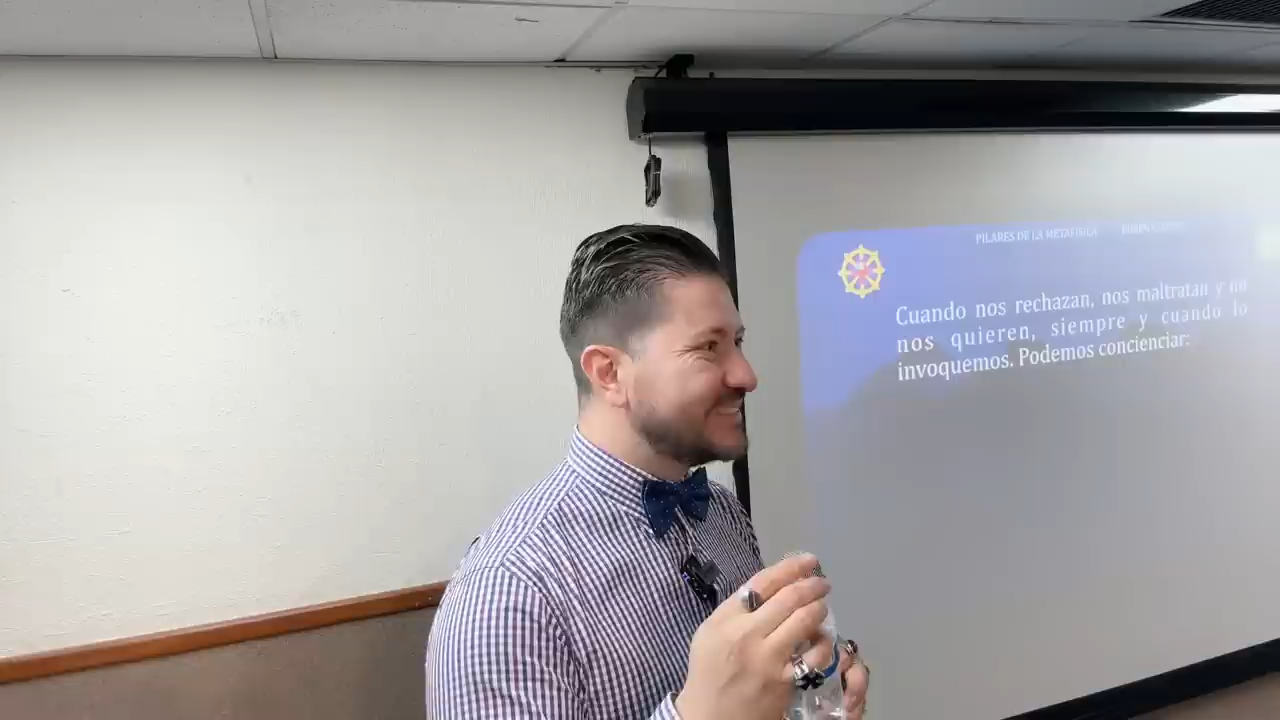 PILARES DE LA METAFÍSICA
Cuando nos rechazan, nos maltratan y no
nos quieren, siempre y cuando lo
invoquemos. Podemos concienciar: